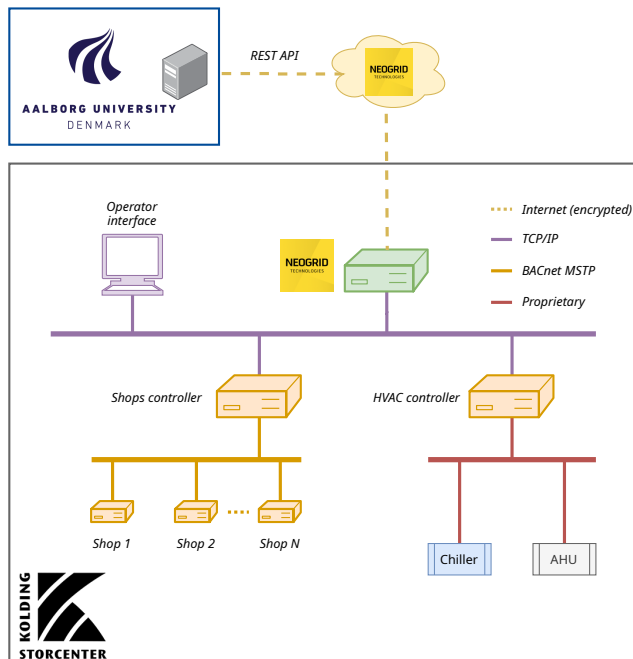 REST API
NEOGRID
TECHNOLOGIES
AALBORG UNIVERSITY
DENMARK
Operator
interface
Internet (encrypted)
TCP/IP
NEOGRID
TECHNOLOGIES
BACnet MSTP
Proprietary
Shops controller
HVAC controller
Shop 1
Shop 2
Shop N
Chiller
AHU
KOLDING
STORCENTER